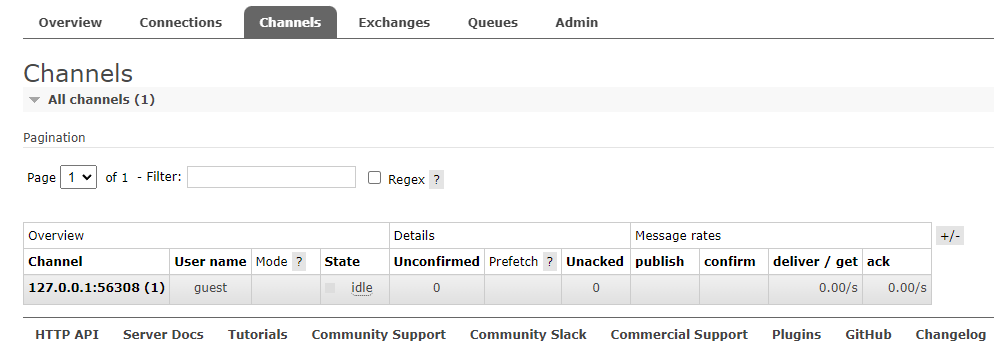 Overview Connections Channels Exchanges Queues Admin
Channels
All channels (1)
Pagination
Page 1 of 1 - Filter: Regex ?
Overview Details Message rates +/-
Channel User name Mode ? State Unconfirmed Prefetch ? Unacked publish confirm deliver / get ack
127.0.0.1:56308 (1) guest idle 0 0 0.00/s 0.00/s
HTTP API Server Docs Tutorials Community Support Community Slack Commercial Support Plugins GitHub Changelog